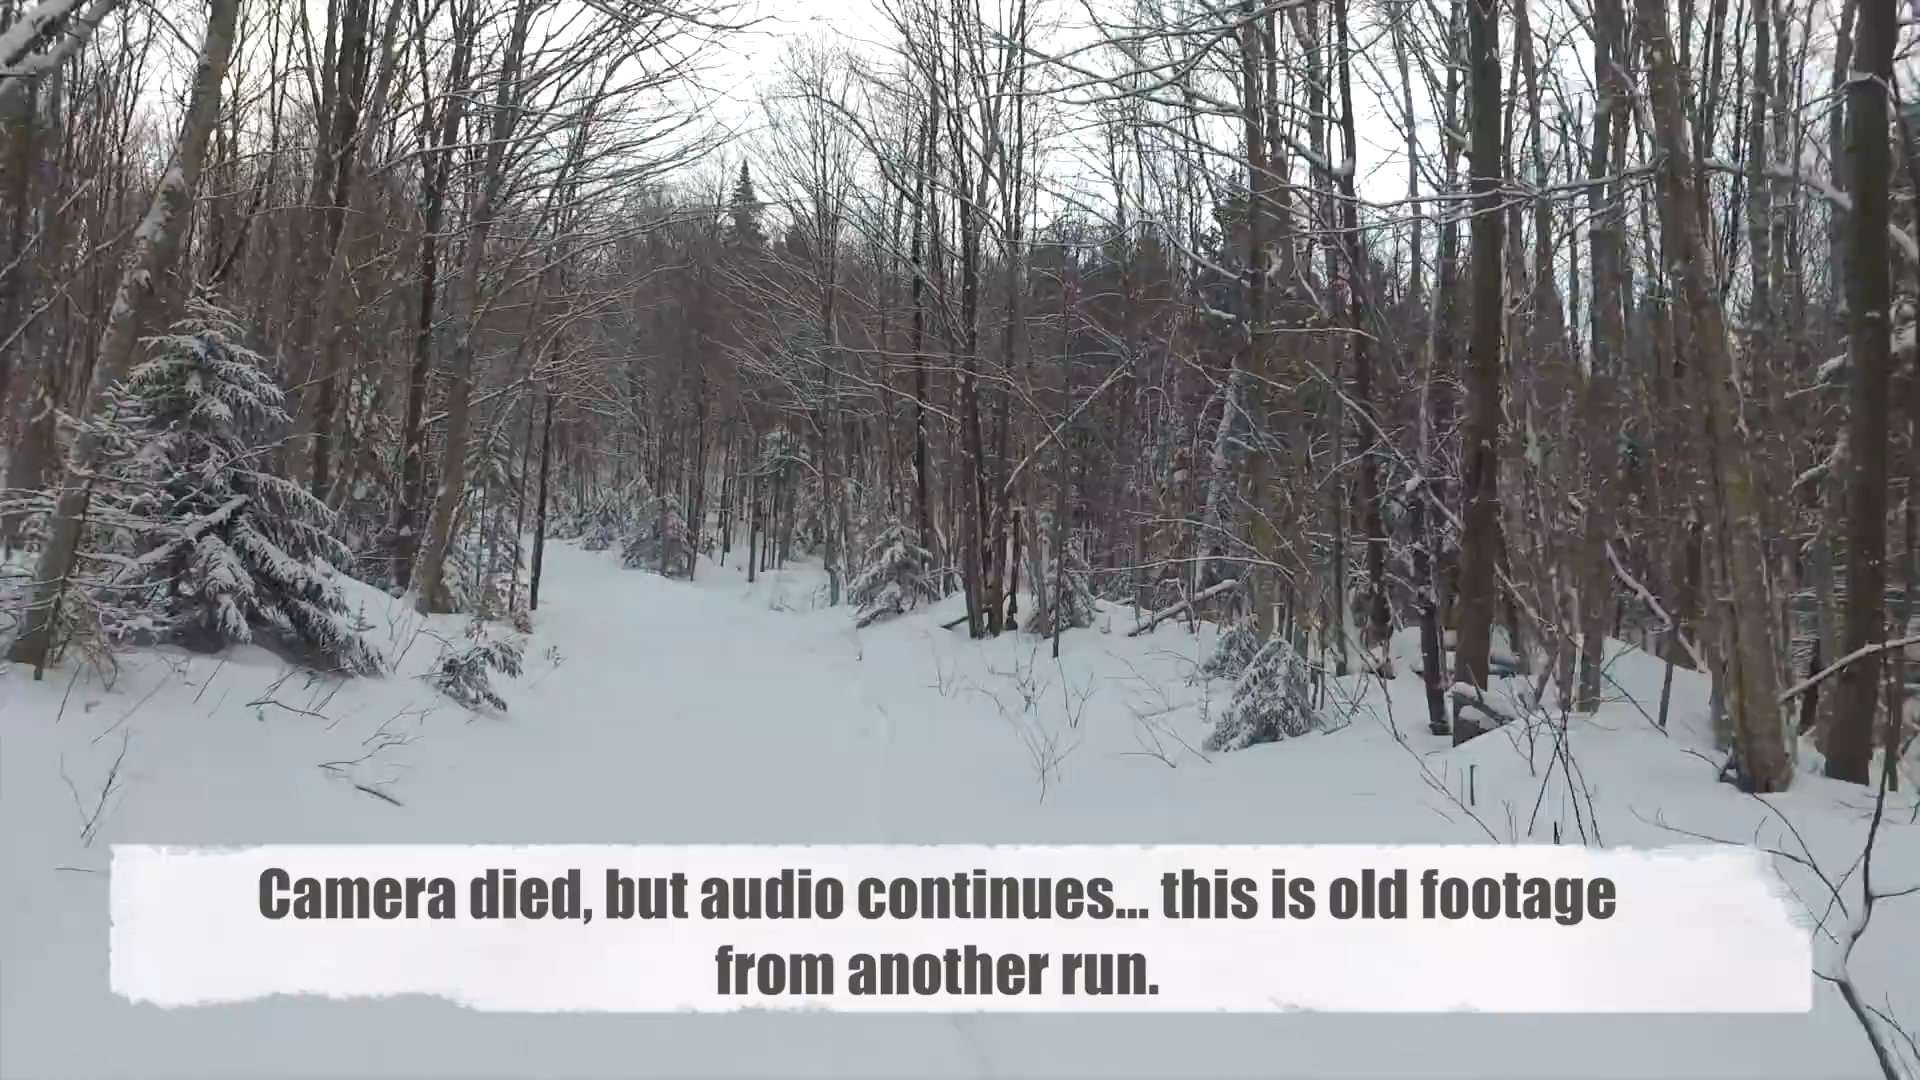 Camera died, but audio continues... this is old footage
from another run.